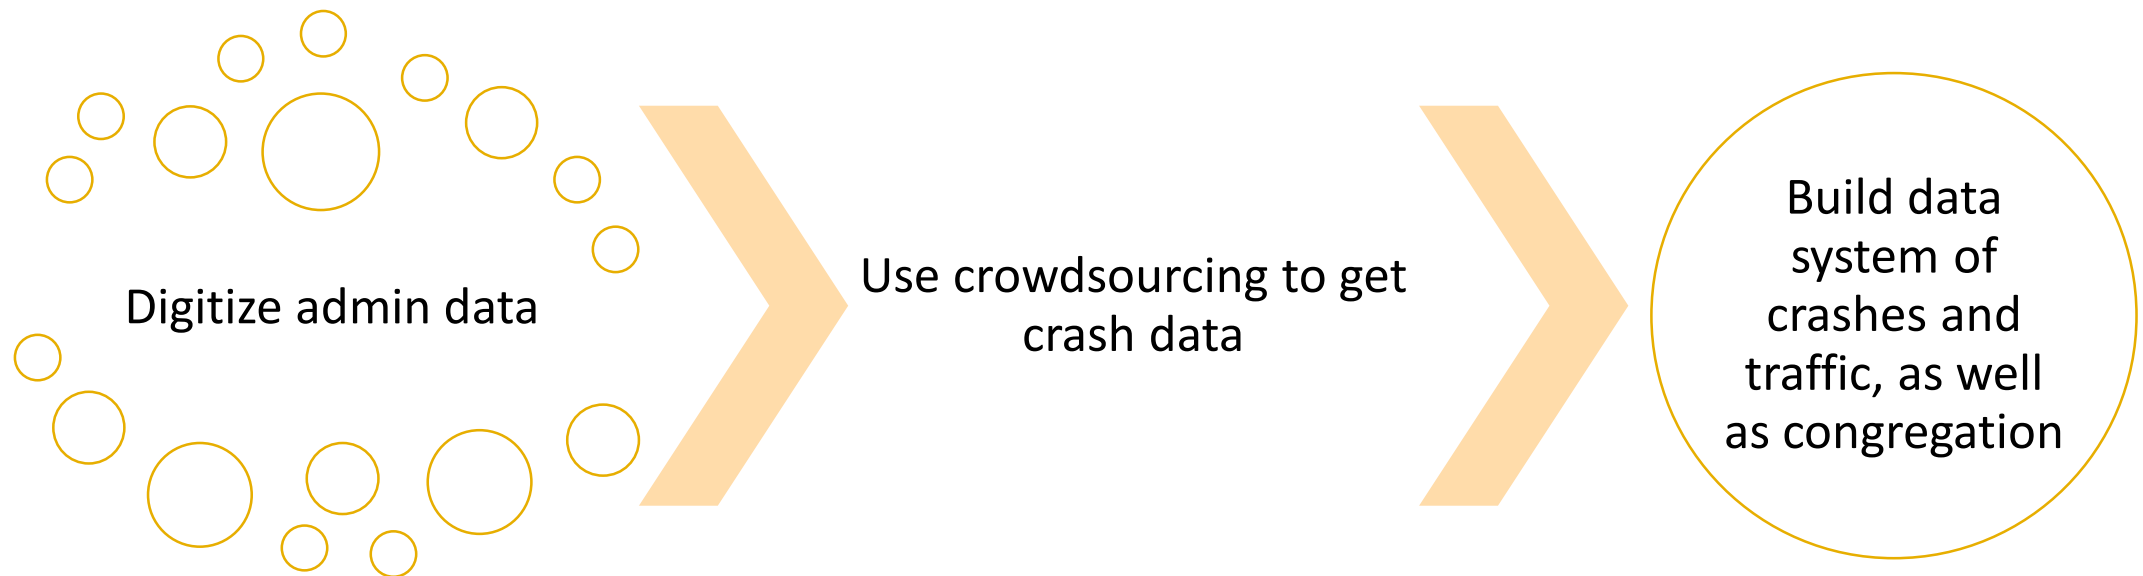 Digitize admin data
Use crowdsourcing to get
crash data
Build data
system of
crashes and
traffic, as well
as congregation